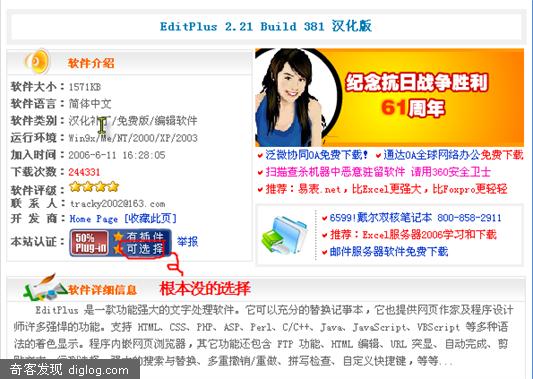 EditPlus 2.21 Build 381 汉化版
软件介绍
软件大小：1571KB
软件语言：简体中文
软件类别：汉化补丁/免费版/编辑软件
运行环境：Win9x/Me/NT/2000/XP/2003
加入时间：2006-8-11 16:28:05
下载次数：244331
软件评级：
联 系 人：tracky2002@163.com
开 发 商：Home Page [收藏此页]
本站认证：
50% Plug-in
有插件
可选择
举报
纪念抗日战争胜利
61周年
泛微协同OA免费下载！
通达OA全球网络办公免费下载
扫描查杀机器中恶意驻留软件 请用360安全卫士
推荐：易表.net，比Excel更强大，比Foxpro更轻松
6599!戴尔双核笔记本 800-858-2911
推荐：Excel服务器2006学习和下载
邮件服务器软件免费下载
根本没的选择
软件详细信息
EditPlus 是一款功能强大的文字处理软件。它可以充分的替换记事本，它也提供网页作家及程序设计
师许多强悍的功能。支持 HTML、CSS、PHP、ASP、Perl、C/C++、Java、JavaScript、VBScript 等多种语
法的着色显示。程序内嵌网页浏览器，其它功能还包含 FTP 功能、HTML 编辑、URL 突显、自动完成、剪
强大的搜索与替换、多重撤销/重做、拼写检查、自定义快捷键，等等...
奇客发现 diglog.com